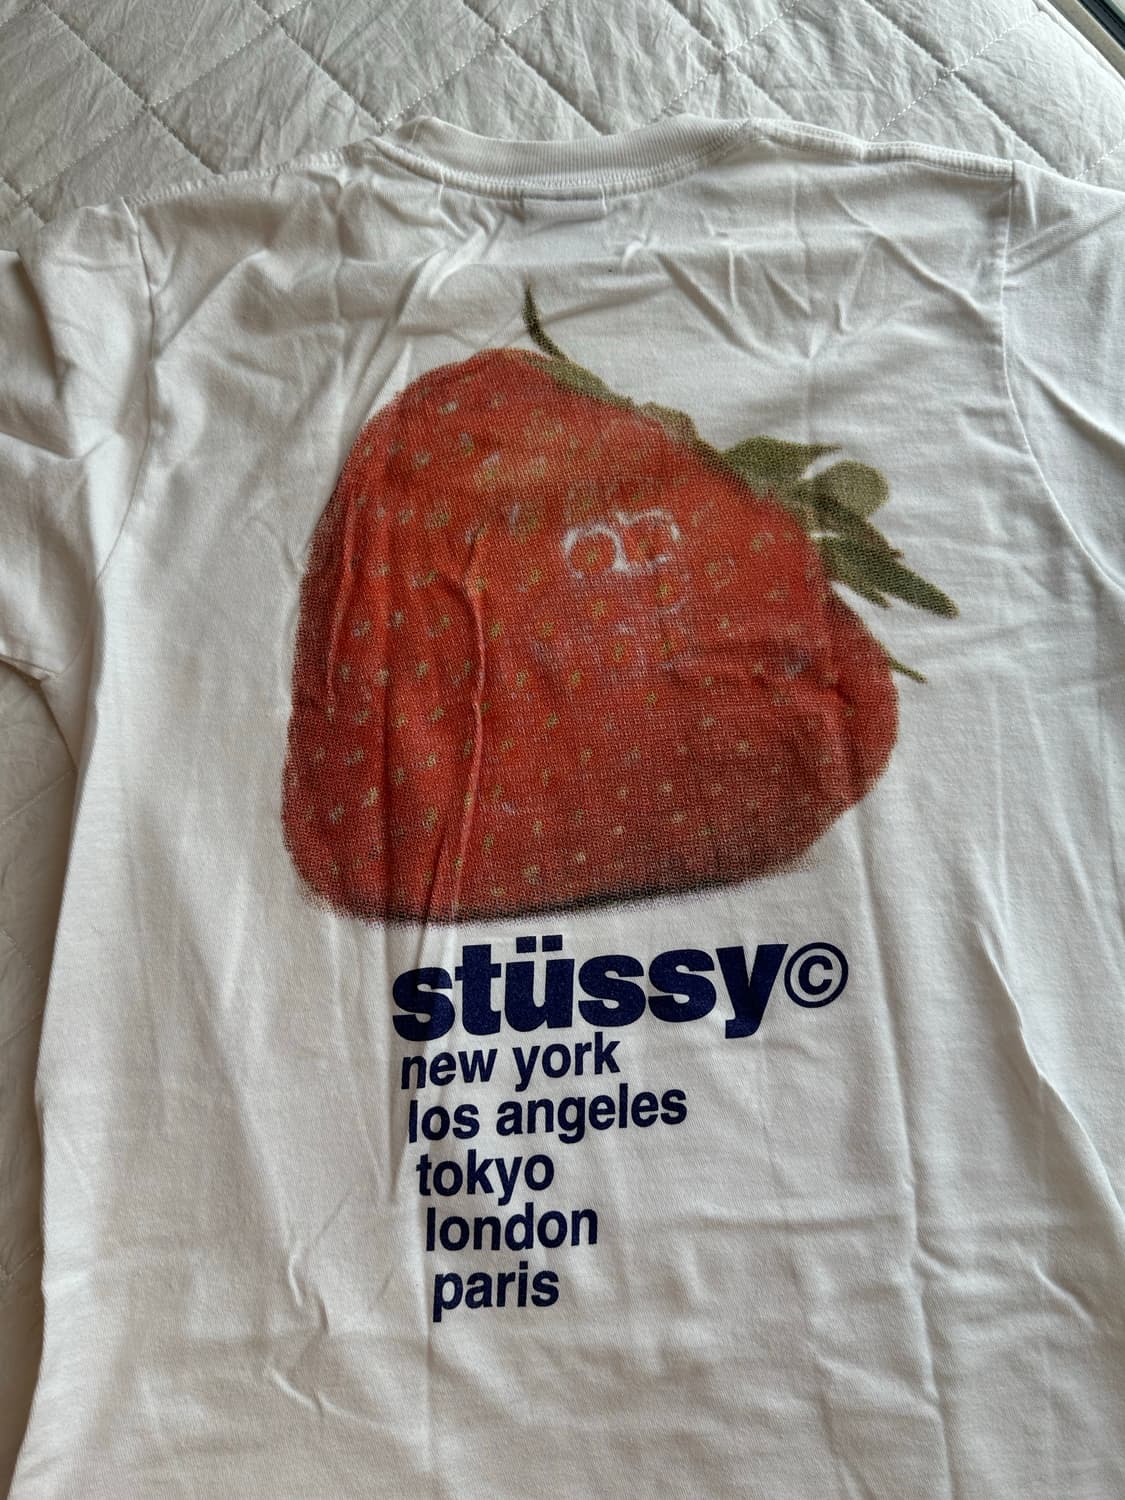 stüssy©
new york
los angeles
tokyo
london
paris